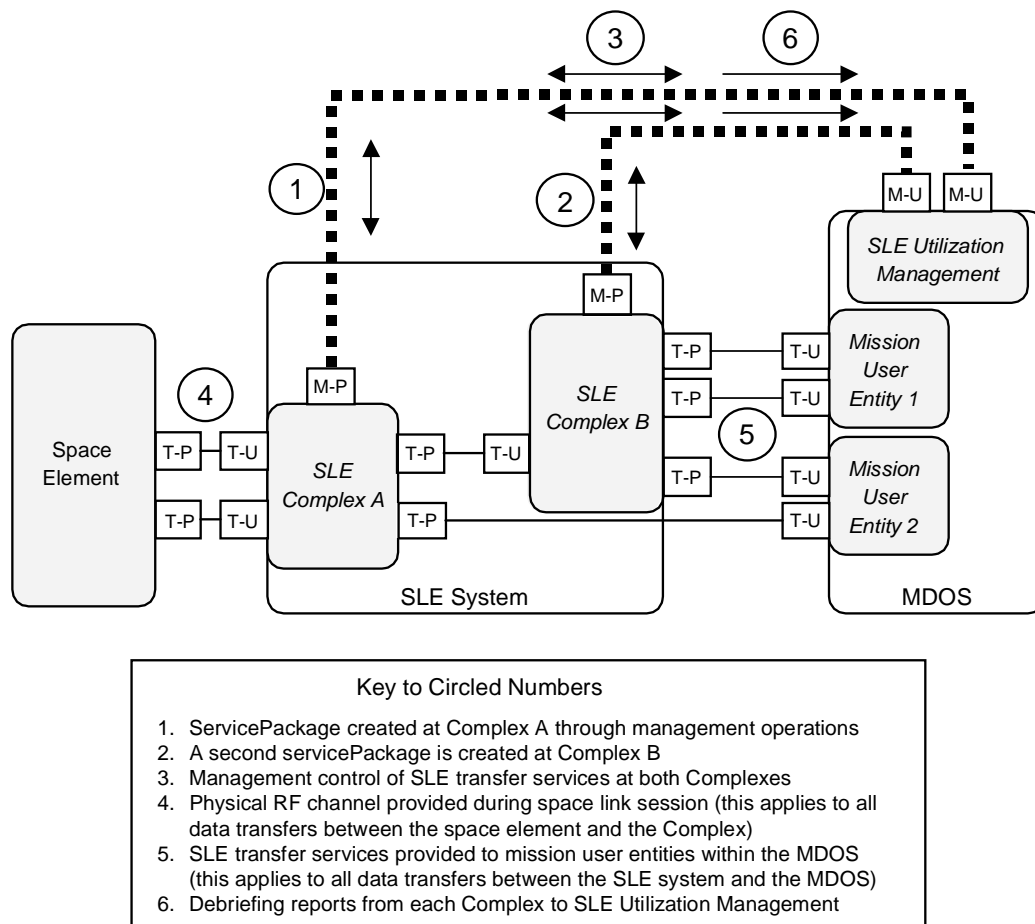 3
6
1
2
M-U
M-U
SLE Utilization
Management
M-P
M-P
T-P
T-U
Mission
User
Entity 1
T-P
T-U
SLE
Complex B
4
5
Space
Element
T-P
T-U
SLE
Complex A
T-P
T-U
T-P
T-U
Mission
User
Entity 2
T-P
T-U
T-P
T-U
SLE System
MDOS
Key to Circled Numbers
1. ServicePackage created at Complex A through management operations
2. A second servicePackage is created at Complex B
3. Management control of SLE transfer services at both Complexes
4. Physical RF channel provided during space link session (this applies to all
data transfers between the space element and the Complex)
5. SLE transfer services provided to mission user entities within the MDOS
(this applies to all data transfers between the SLE system and the MDOS)
6. Debriefing reports from each Complex to SLE Utilization Management